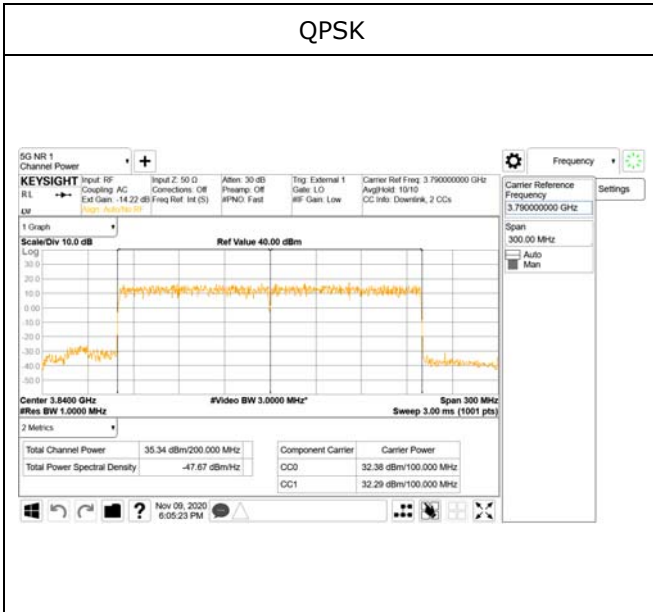 QPSK
5G NR 1
Channel Power
Frequency
KEYSIGHT
Input: RF
Input Z: 50 Ω
Atten: 30 dB
Trig: External 1
Carrier Ref Freq: 3.790000000 GHz
RL
Coupling: AC
Corrections: Off
Preamp: Off
Gate: LO
Avg|Hold: 10/10
Ext Gain: -14.22 dB
Freq Ref: Int (S)
#PNO: Fast
#IF Gain: Low
CC Info: Downlink, 2 CCs
Align: Auto/No RF
Carrier Reference
Frequency
3.790000000 GHz
Settings
Span
300.00 MHz
Auto
Man
1 Graph
Scale/Div 10.0 dB
Ref Value 40.00 dBm
Log
30.0
20.0
10.0
0.00
-10.0
-20.0
-30.0
-40.0
-50.0
Center 3.8400 GHz
#Video BW 3.0000 MHz*
Span 300 MHz
#Res BW 1.0000 MHz
Sweep 3.00 ms (1001 pts)
2 Metrics
Total Channel Power
35.34 dBm/200.000 MHz
Component Carrier
Carrier Power
Total Power Spectral Density
-47.67 dBm/Hz
CC0
32.38 dBm/100.000 MHz
CC1
32.29 dBm/100.000 MHz
?
Nov 09, 2020
6:05:23 PM